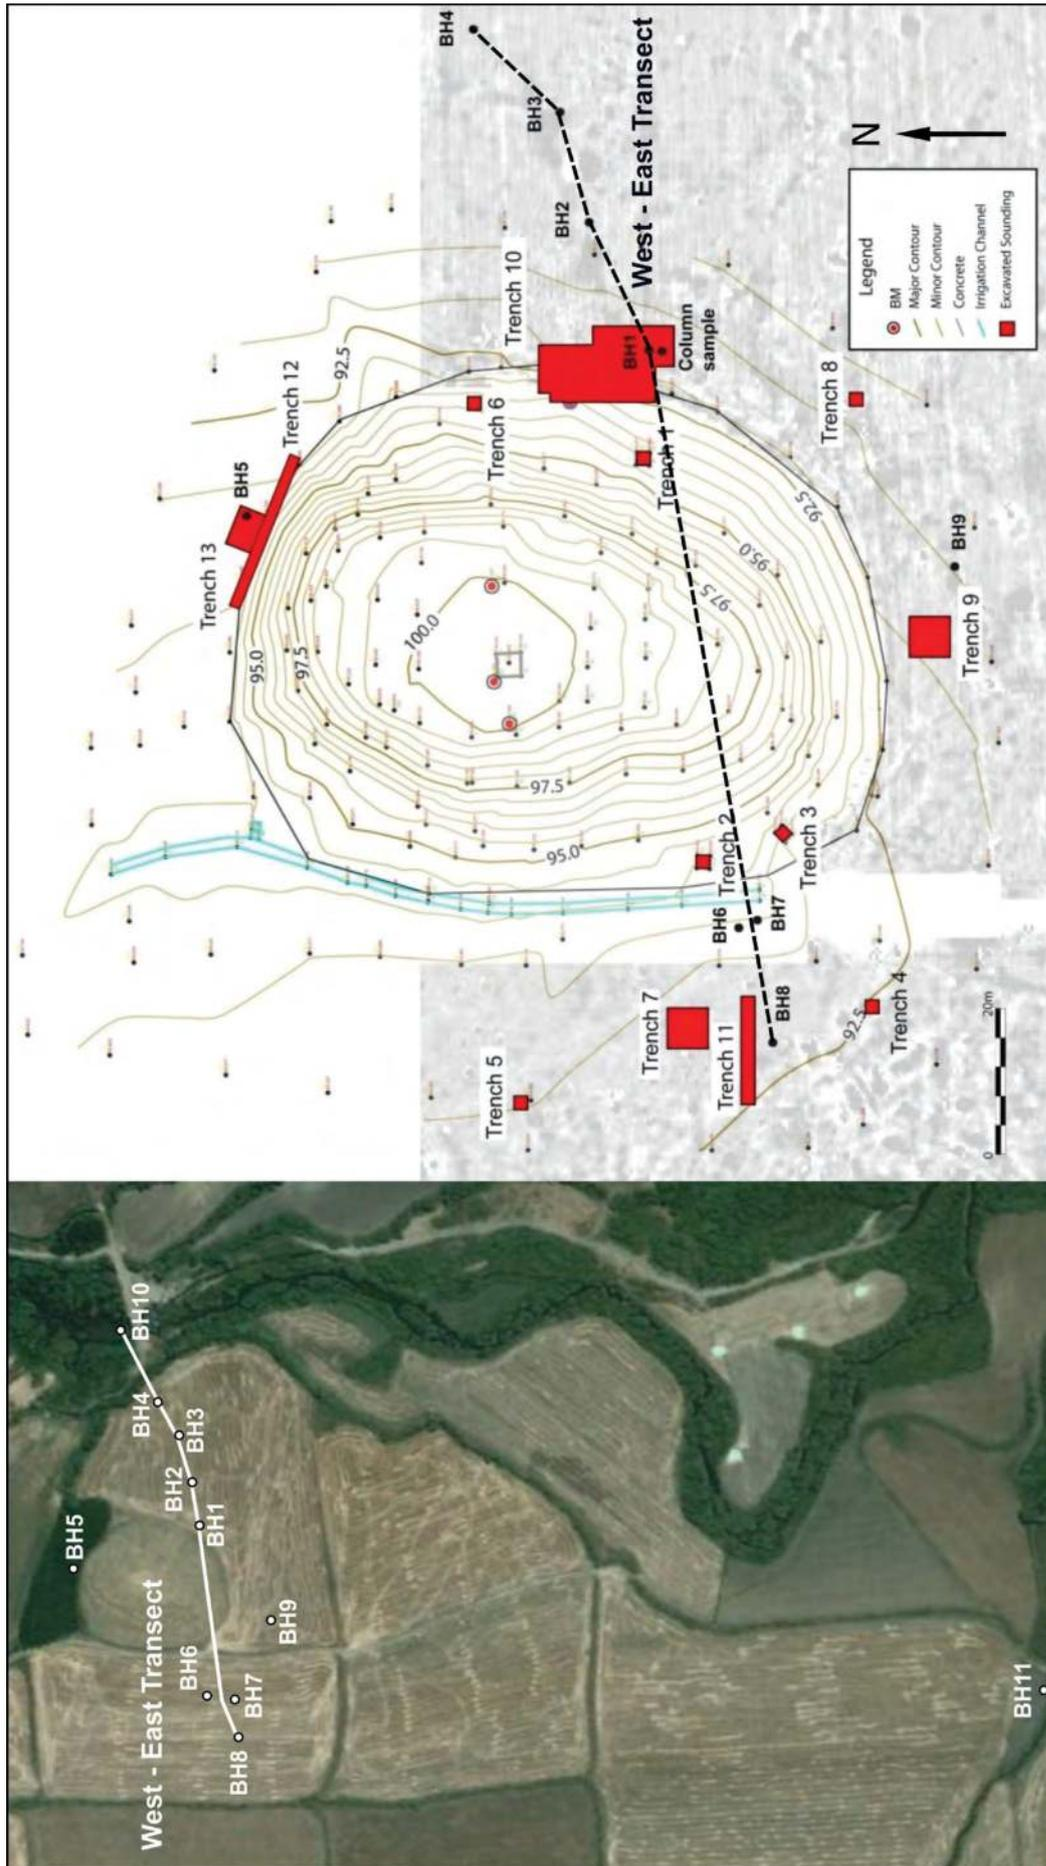 West - East Transect
BH8
BH7
BH6
BH9
BH5
BH1
BH2
BH3
BH4
BH10
BH11
Trench 5
Trench 7
Trench 11
BH8
BH6
BH7
92.5
Trench 4
Trench 2
Trench 3
95.0
97.5
100.0
95.0
97.5
97.5
95.0
92.5
92.5
Trench 13
BH5
Trench 12
Trench 6
Trench 1
Trench 10
BH1
Column
sample
Trench 9
BH9
Trench 8
BH2
BH3
BH4
West - East Transect
N
Legend
BM
Major Contour
Minor Contour
Concrete
Irrigation Channel
Excavated Sounding
0
20m